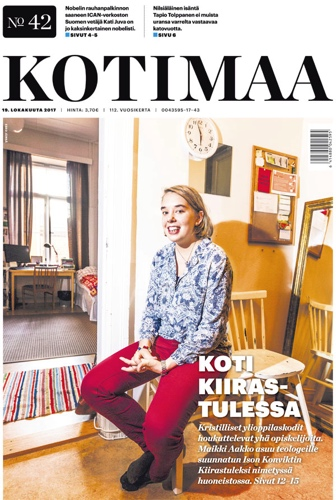 No 42
Nobelin rauhanpalkinnon
saaneen ICAN-verkoston
Suomen vetäjä Kati Juva on
jo kaksinkertainen nobelisti.
SIVUT 4–5
Nilsiäläinen isäntä
Tapio Tolppanen ei muista
uransa varrelta vastaavaa
katovuotta.
SIVU 6
KOTIMAA
19. LOKAKUUTA 2017 | HINTA: 3,70€ | 112. VUOSIKERTA | 0043595-17-42
KOTI
KIIRAS-
TULESSA
Kristilliset ylioppilaskodit
houkuttelevat yhä opiskelijoita.
Maikki Aakko asuu teologeille
suunnatun Ison Konviktin
Kiirastuleksi nimetyssä
huoneistossa. Sivut 12–15